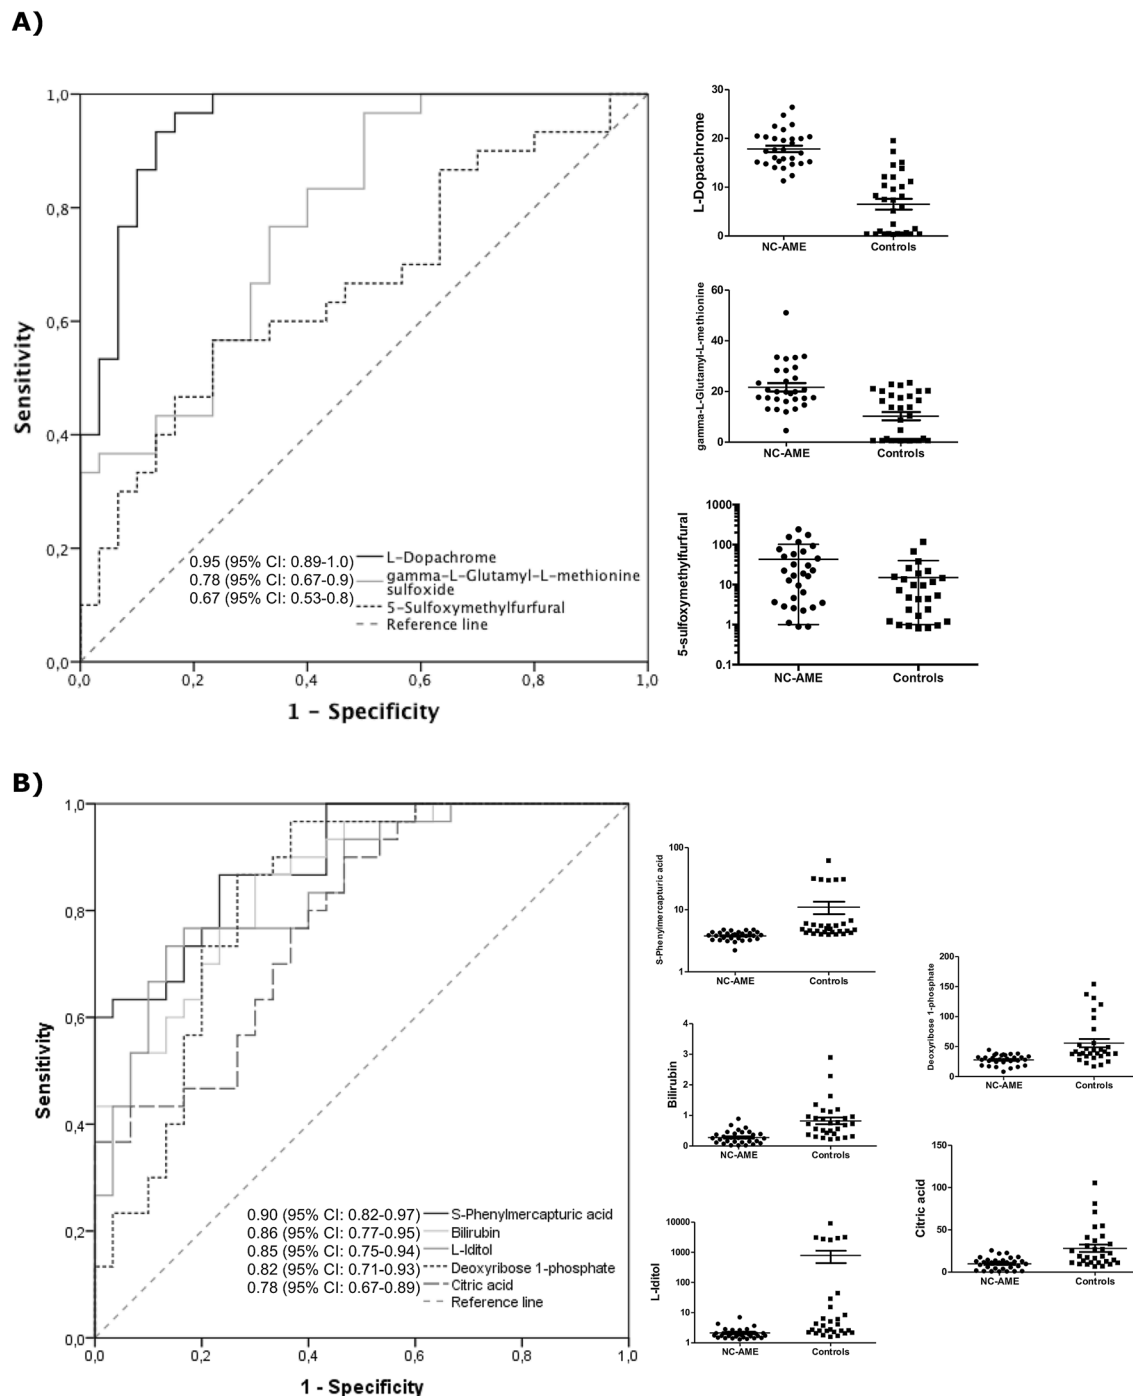 A)
1,0
0,8
0,6
0,4
0,2
0,0
Sensitivity
0,0 0,2 0,4 0,6 0,8 1,0
1 - Specificity
0.95 (95% CI: 0.89-1.0) L-Dopachrome
0.78 (95% CI: 0.67-0.9) gamma-L-Glutamyl-L-methionine
sulfoxide
0.67 (95% CI: 0.53-0.8) 5-Sulfoxymethylfurfural
Reference line
L-Dopachrome
30
20
10
0
NC-AME Controls
gamma-L-Glutamyl-L-methionine
60
40
20
0
NC-AME Controls
5-sulfoxymethylfurfural
1000
100
10
1
0.1
NC-AME Controls
B)
1,0
0,8
0,6
0,4
0,2
0,0
Sensitivity
0,0 0,2 0,4 0,6 0,8 1,0
1 - Specificity
0.90 (95% CI: 0.82-0.97) S-Phenylmercapturic acid
0.86 (95% CI: 0.77-0.95) Bilirubin
0.85 (95% CI: 0.75-0.94) L-Iditol
0.82 (95% CI: 0.71-0.93) Deoxyribose 1-phosphate
0.78 (95% CI: 0.67-0.89) Citric acid
Reference line
S-Phenylmercapturic acid
100
10
1
NC-AME Controls
Bilirubin
4
3
2
1
0
NC-AME Controls
L-Iditol
10000
1000
100
10
1
NC-AME Controls
Deoxyribose 1-phosphate
200
150
100
50
0
NC-AME Controls
Citric acid
150
100
50
0
NC-AME Controls